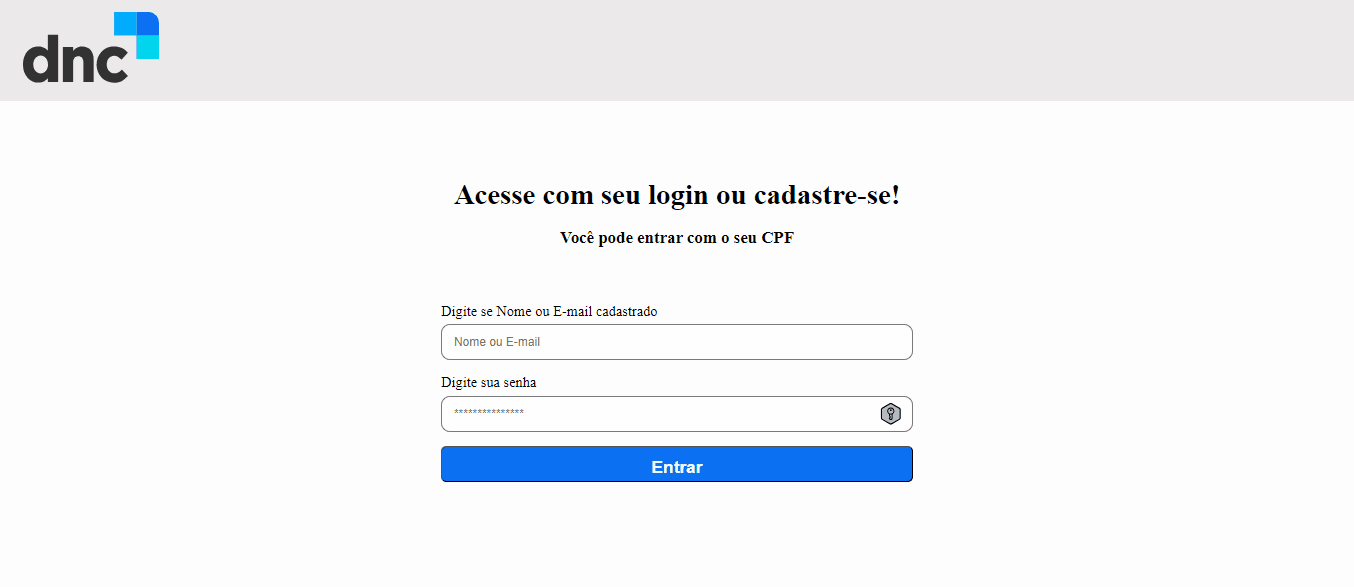 dnc
Acesse com seu login ou cadastre-se!
Você pode entrar com o seu CPF
Digite se Nome ou E-mail cadastrado
Nome ou E-mail
Digite sua senha
**************
Entrar